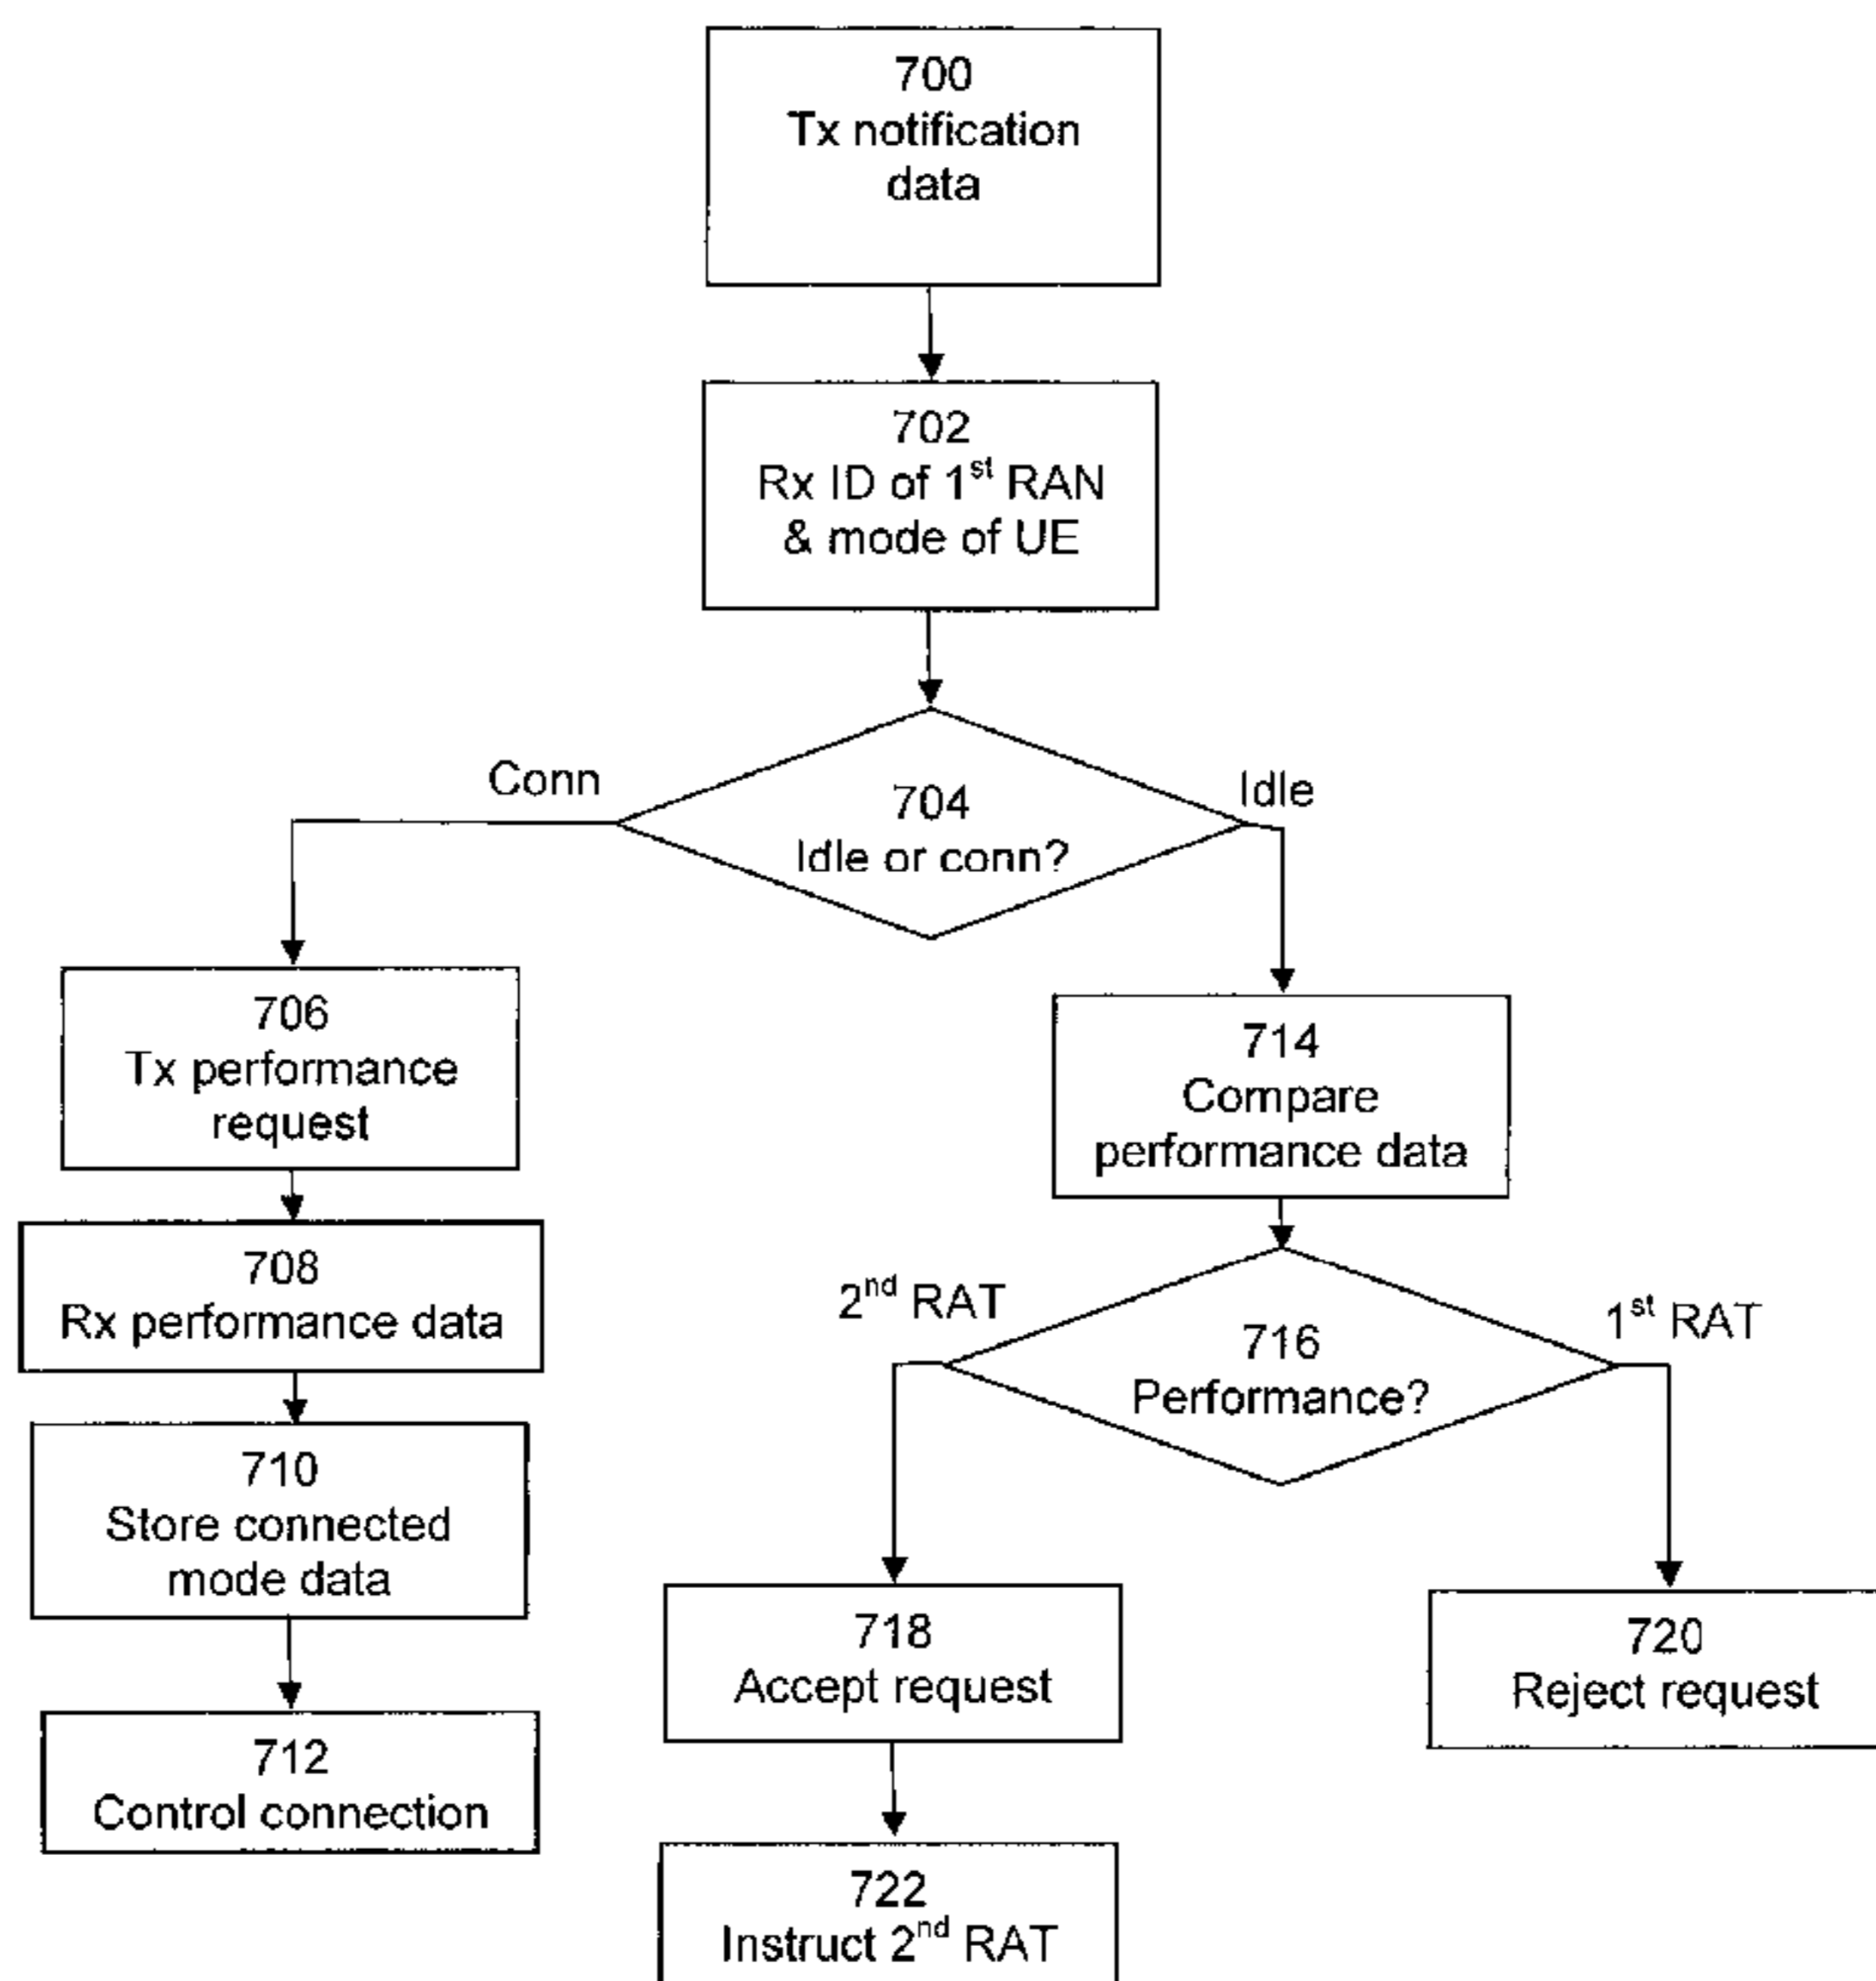 700
Tx notification
data
702
Rx ID of 1st RAN
& mode of UE
Conn
704
Idle or conn?
Idle
706
Tx performance
request
714
Compare
performance data
708
Rx performance data
2nd RAT
716
Performance?
1st RAT
710
Store connected
mode data
718
Accept request
720
Reject request
712
Control connection
722
Instruct 2nd RAT